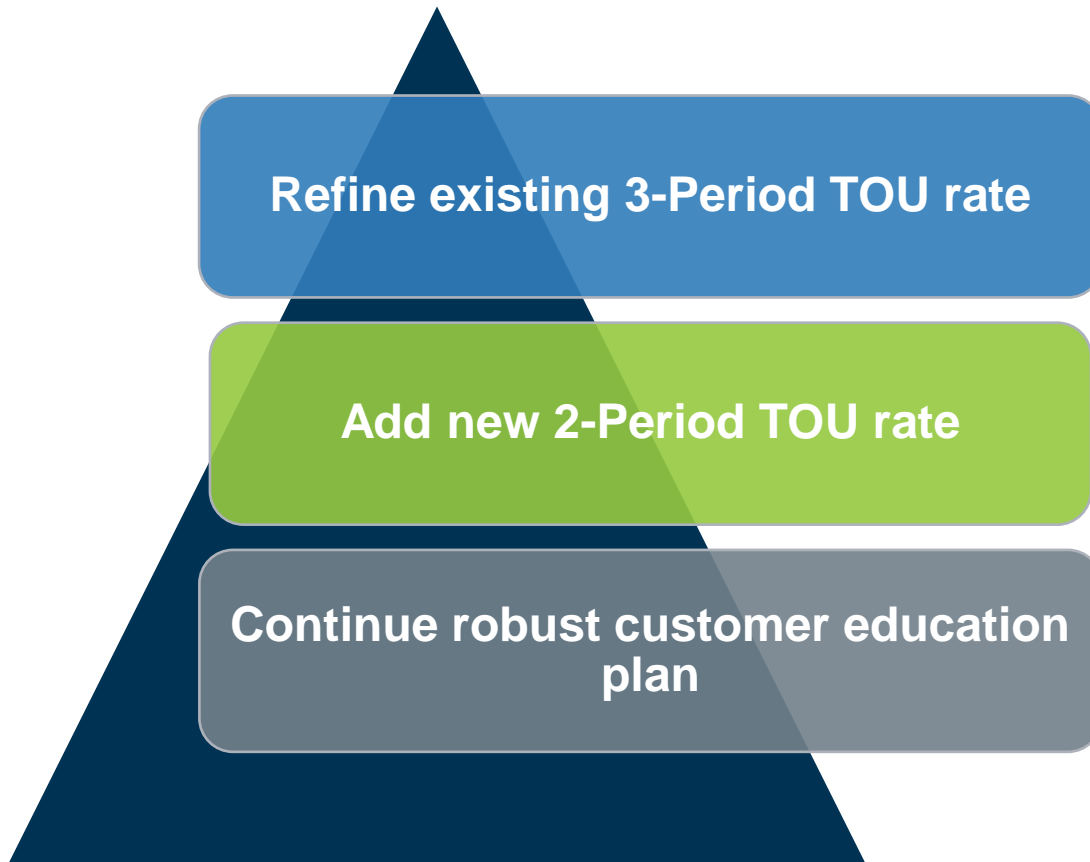 Refine existing 3-Period TOU rate
Add new 2-Period TOU rate
Continue robust customer education
plan